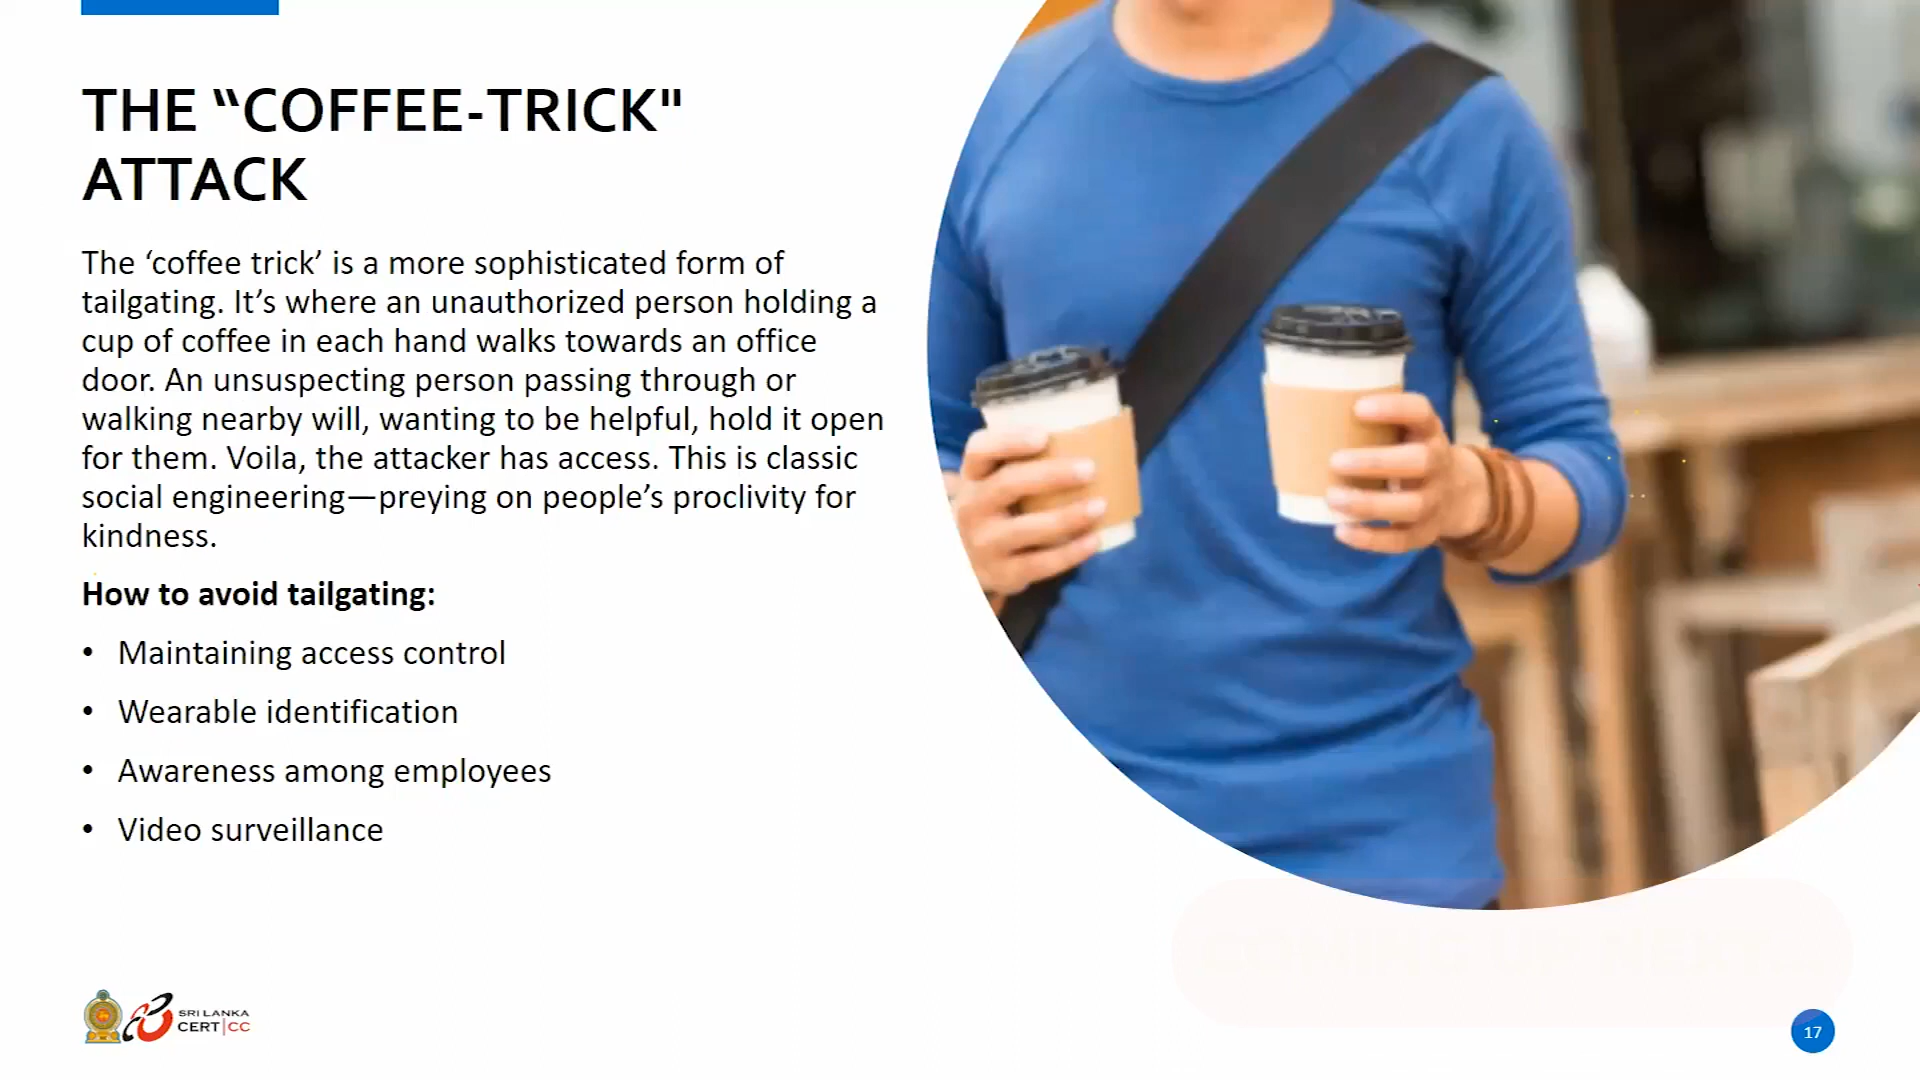 THE “COFFEE-TRICK"
ATTACK
The ‘coffee trick’ is a more sophisticated form of
tailgating. It’s where an unauthorized person holding a
cup of coffee in each hand walks towards an office
door. An unsuspecting person passing through or
walking nearby will, wanting to be helpful, hold it open
for them. Voila, the attacker has access. This is classic
social engineering—preying on people’s proclivity for
kindness.
How to avoid tailgating:
• Maintaining access control
• Wearable identification
• Awareness among employees
• Video surveillance
SRI LANKA
CERT|CC
17